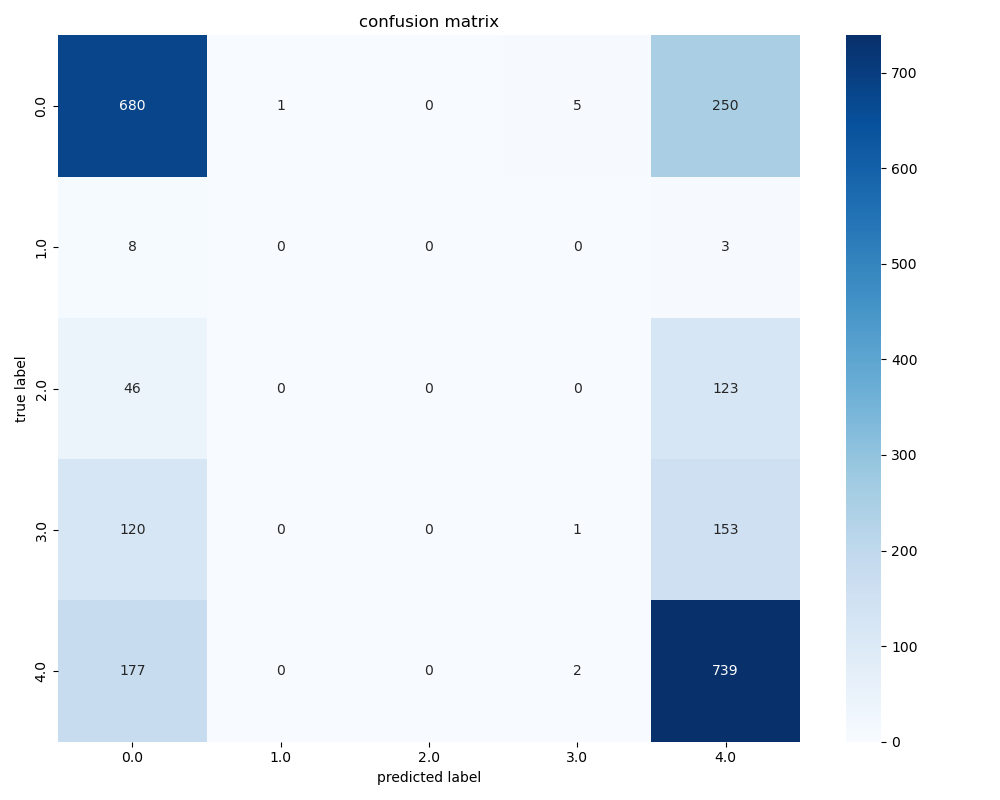 confusion matrix
0.0 680 1 0 5 250
1.0 8 0 0 0 3
2.0 46 0 0 0 123
3.0 120 0 0 1 153
4.0 177 0 0 2 739
0.0 1.0 2.0 3.0 4.0
predicted label
true label
700
600
500
400
300
200
100
0